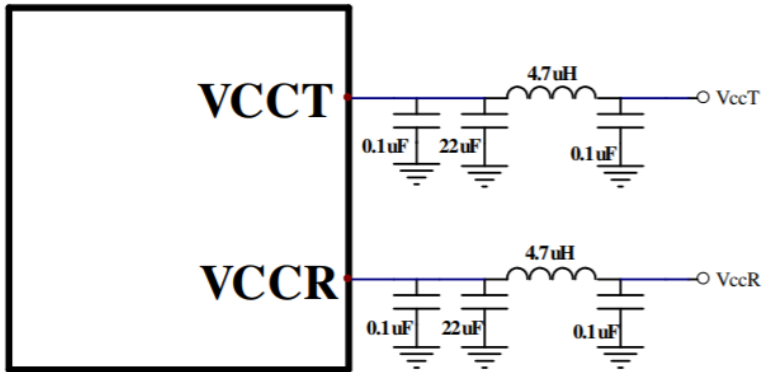 4.7uH
VCCT
VccT
0.1uF 22uF 0.1uF
4.7uH
VCCR
VccR
0.1uF 22uF 0.1uF